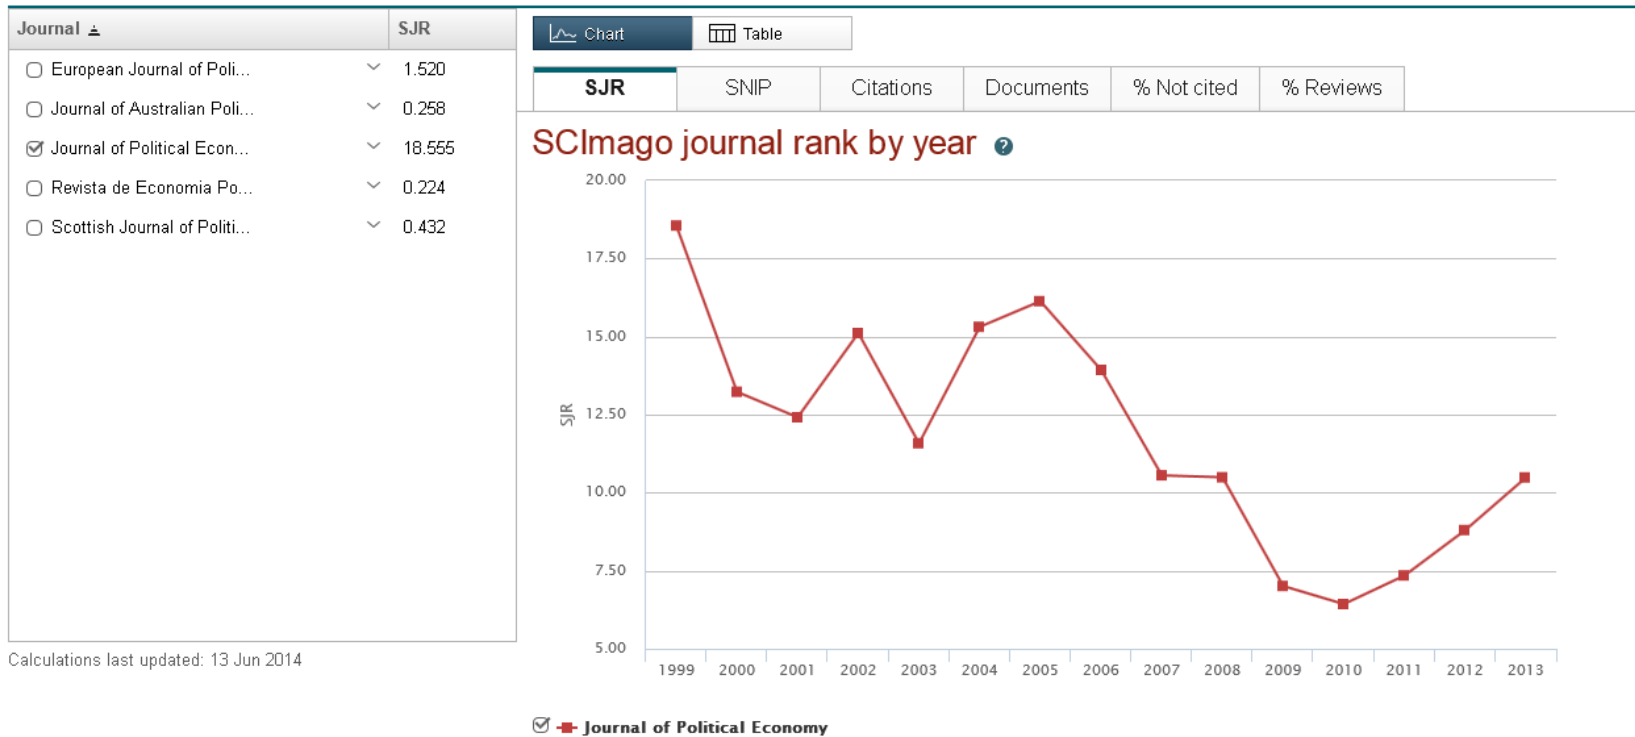 Journal SJR
European Journal of Poli... 1.520
Journal of Australian Poli... 0.258
Journal of Political Econ... 18.555
Revista de Economia Po... 0.224
Scottish Journal of Politi... 0.432
Calculations last updated: 13 Jun 2014
Chart Table
SJR SNIP Citations Documents % Not cited % Reviews
SCImago journal rank by year ?
20.00
17.50
15.00
12.50
10.00
7.50
5.00
SJR
1999 2000 2001 2002 2003 2004 2005 2006 2007 2008 2009 2010 2011 2012 2013
Journal of Political Economy